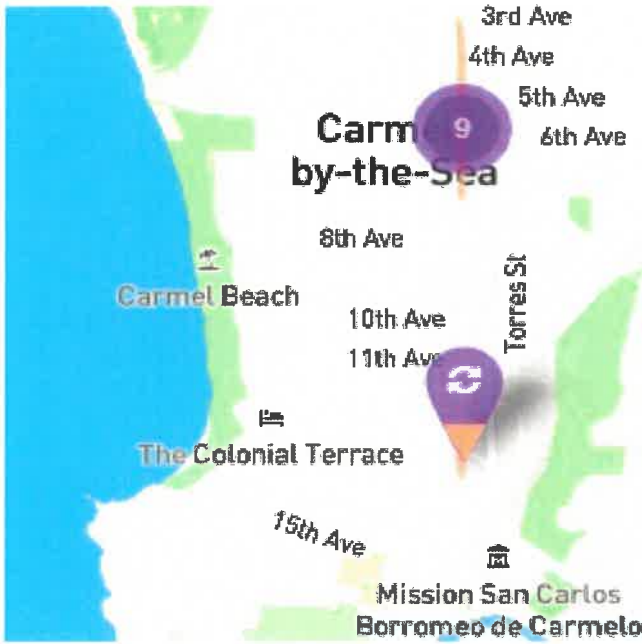 3rd Ave
4th Ave
5th Ave
9
6th Ave
Carm
by-the-Sea
8th Ave
Torres St
Carmel Beach
10th Ave
11th Ave
The Colonial Terrace
15th Ave
Mission San Carlos
Borromeo de Carmelo